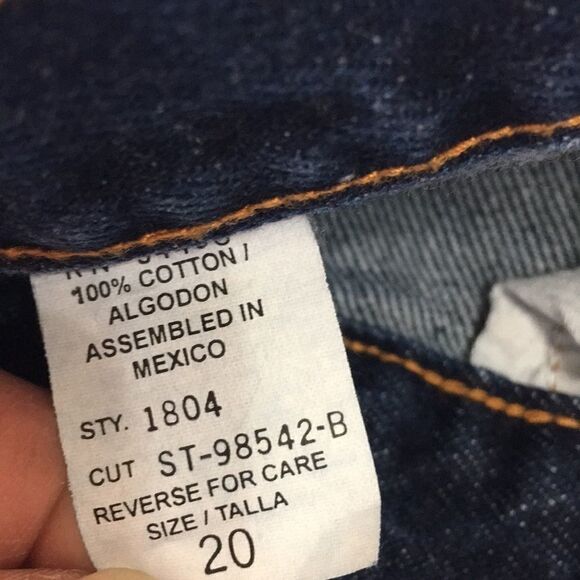 100% COTTON /
ALGODON
ASSEMBLED IN
MEXICO
STY. 1804
CUT ST-98542-B
REVERSE FOR CARE
SIZE / TALLA
20